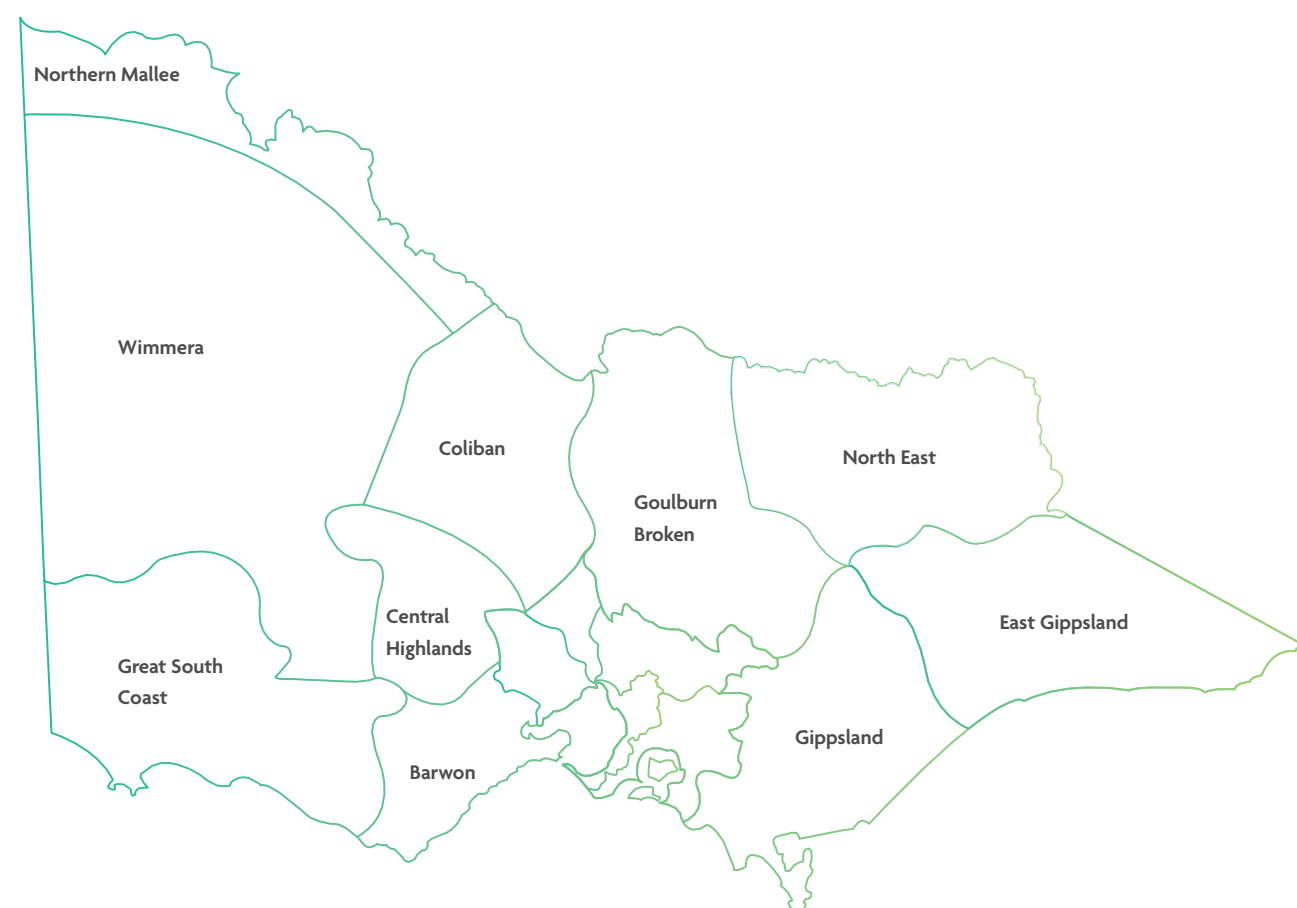 Northern Mallee
Wimmera
Coliban
North East
Goulburn
Broken
Central
Highlands
East Gippsland
Great South
Coast
Gippsland
Barwon